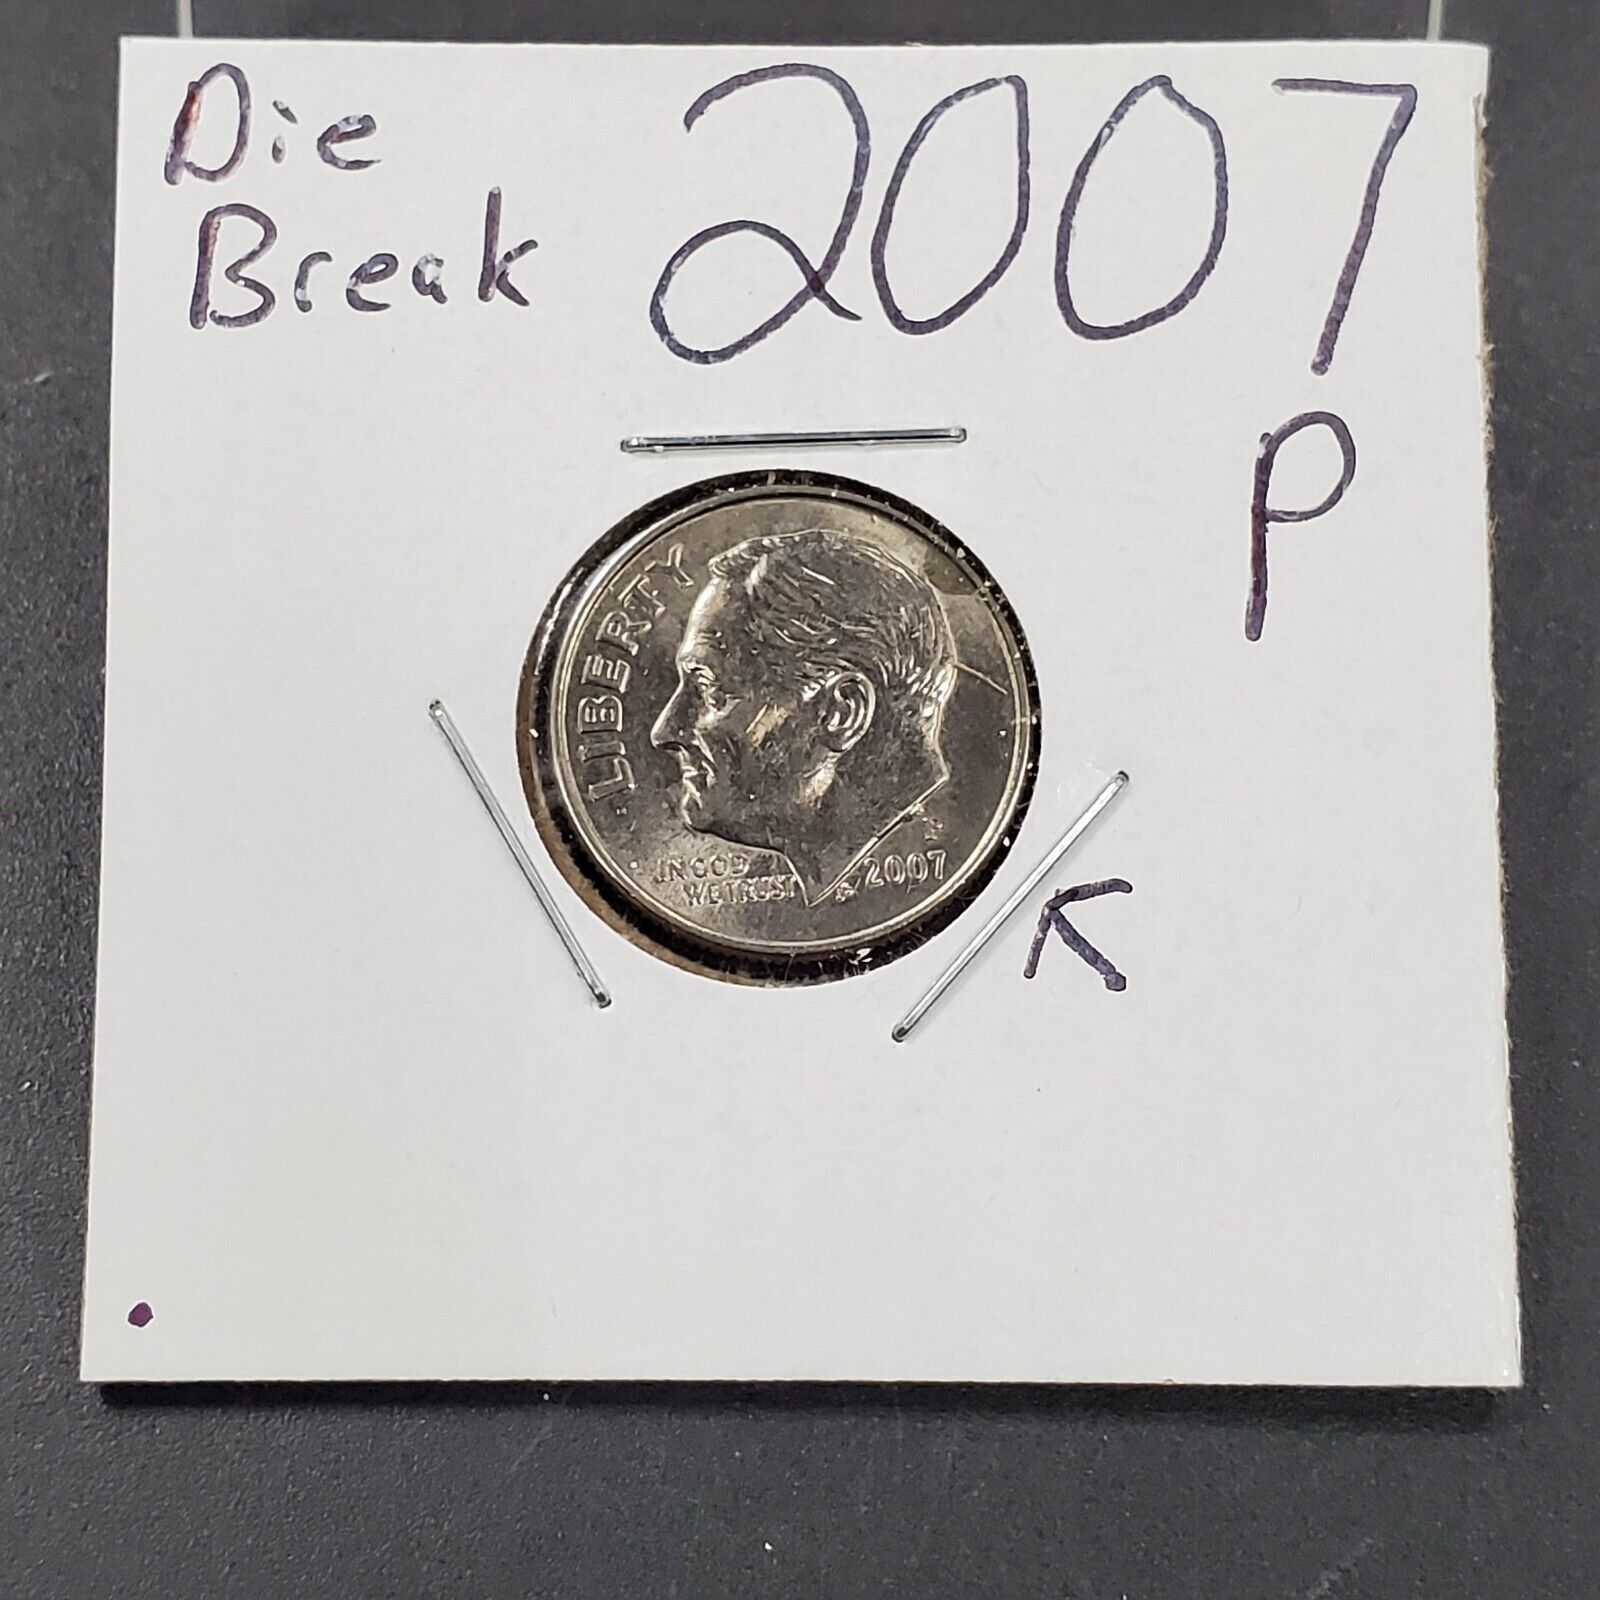 Die 2007
Break
P
LIBERTY
P
IN GOD
WE TRUST
2007
K